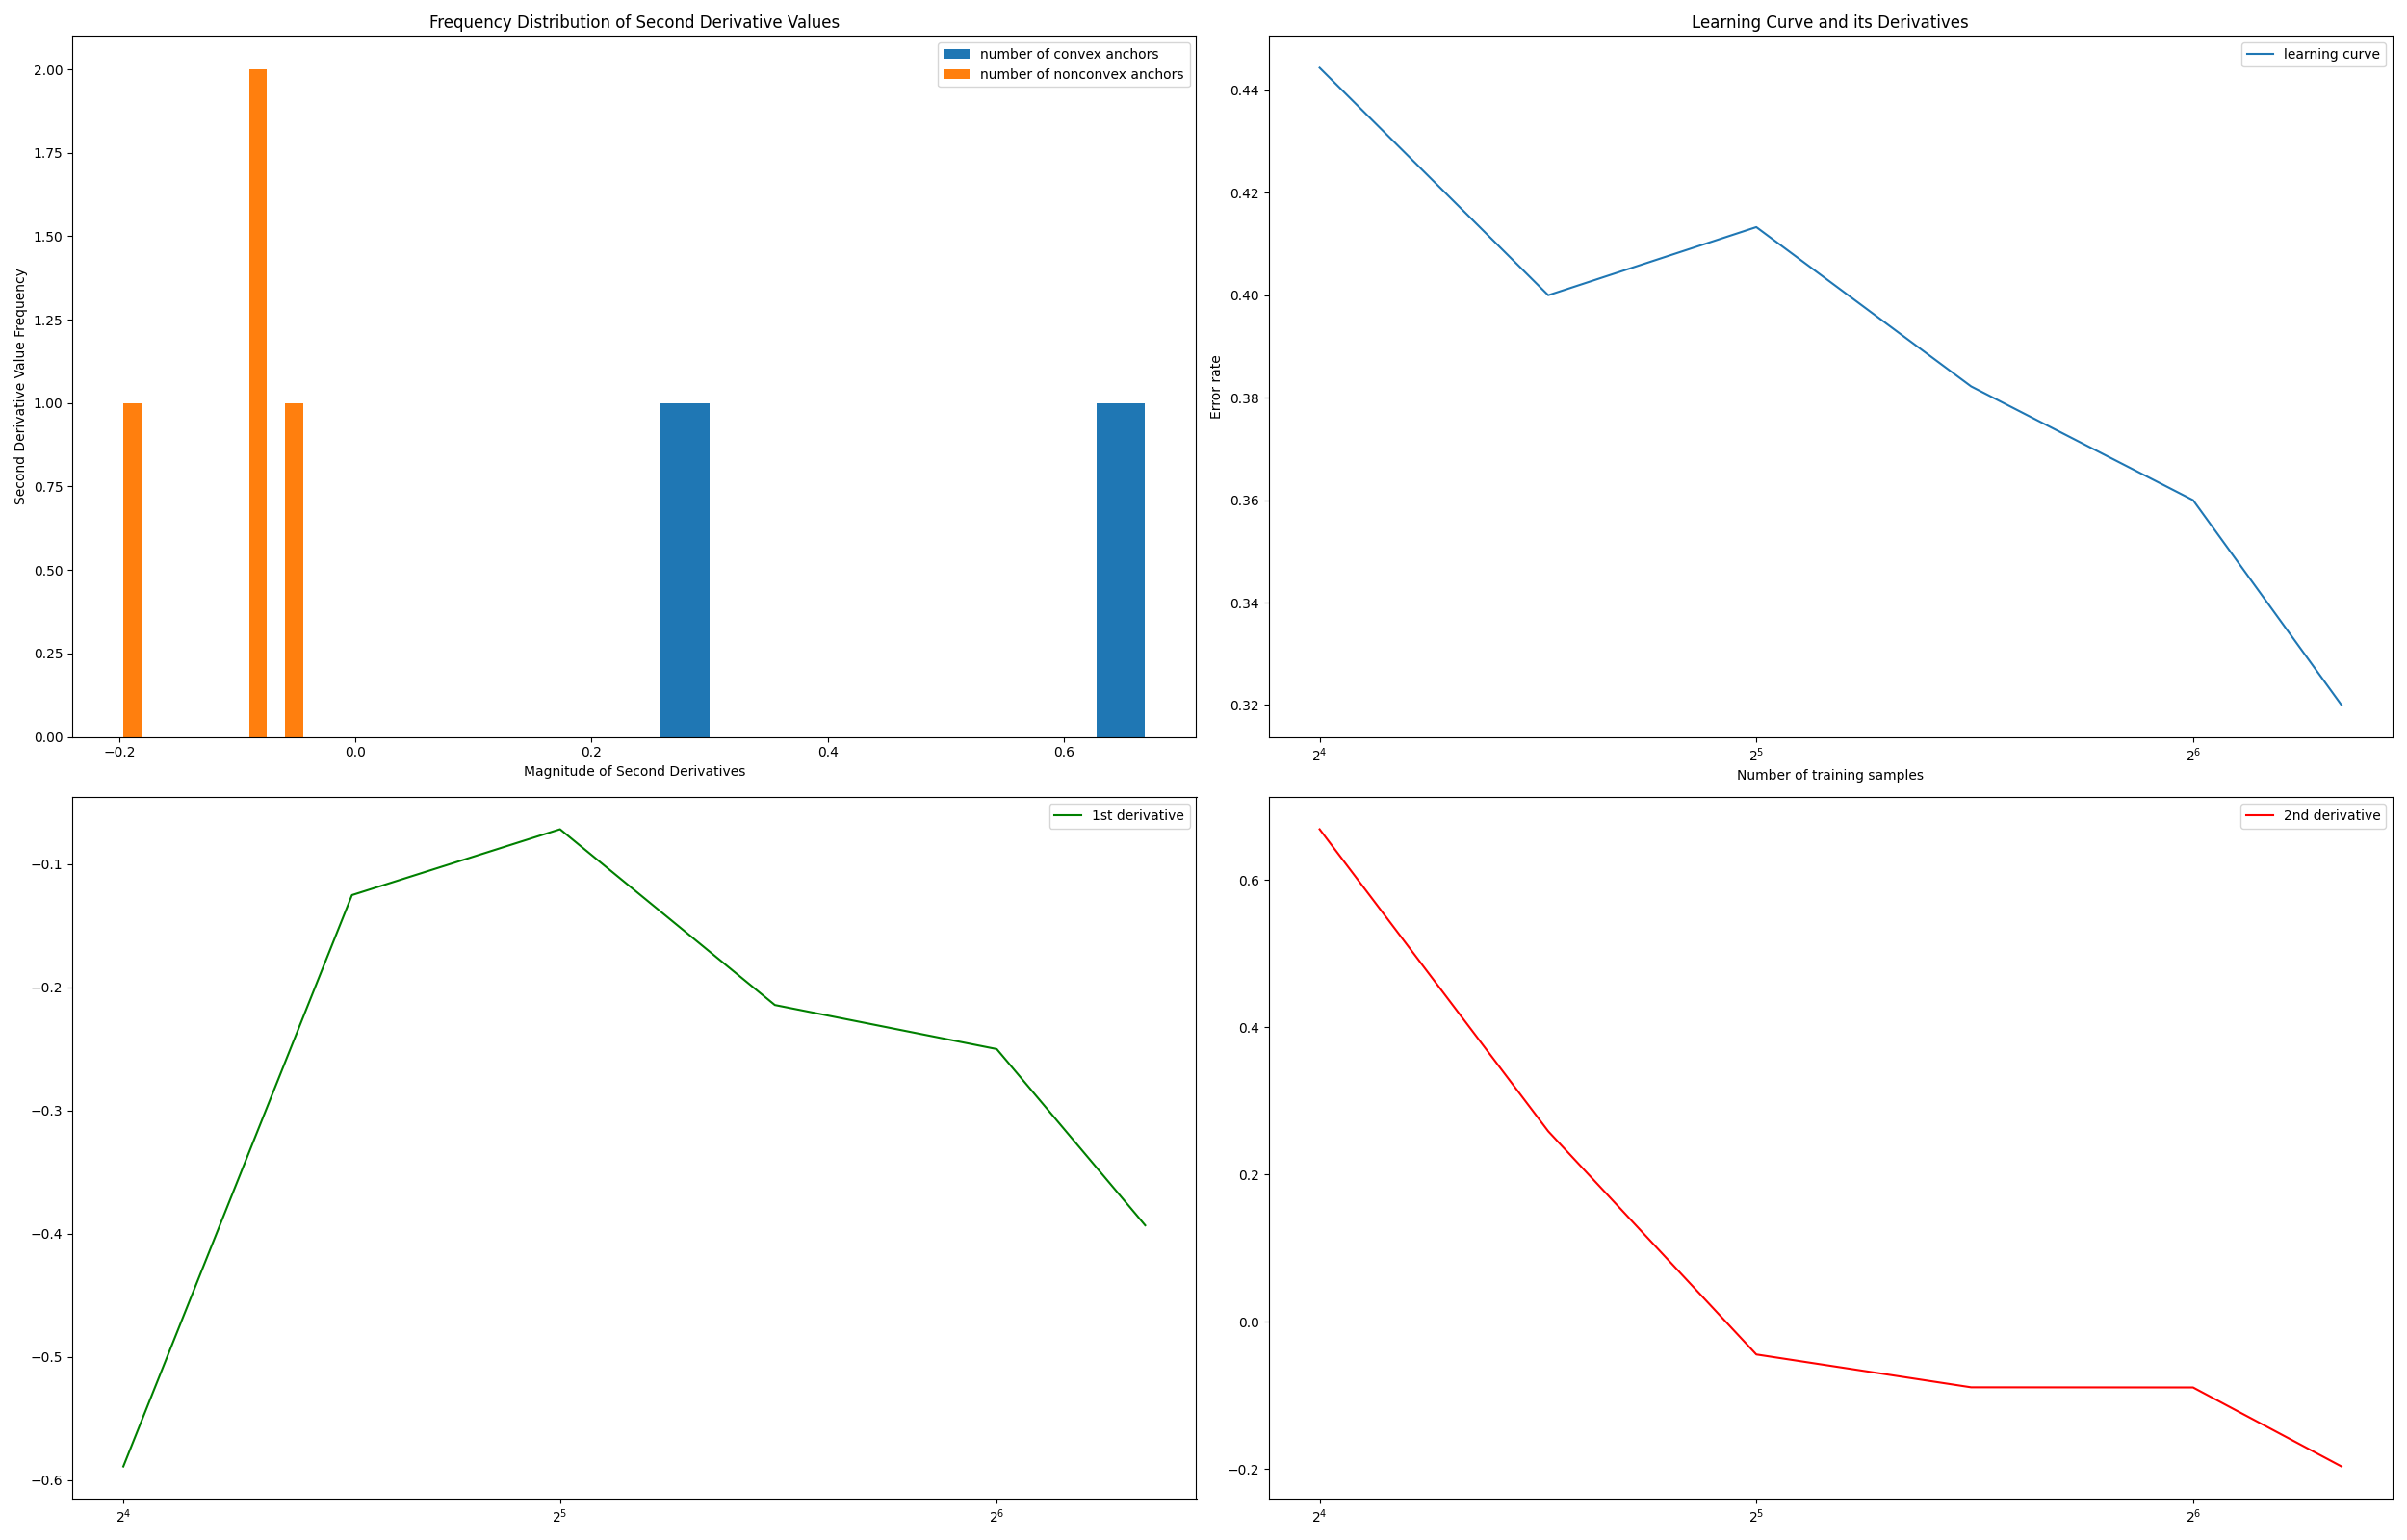 Frequency Distribution of Second Derivative Values
number of convex anchors
number of nonconvex anchors
2.00
1.75
1.50
1.25
1.00
0.75
0.50
0.25
0.00
Second Derivative Value Frequency
−0.2 0.0 0.2 0.4 0.6
Magnitude of Second Derivatives
Learning Curve and its Derivatives
learning curve
0.44
0.42
0.40
0.38
0.36
0.34
0.32
Error rate
2⁴ 2⁵ 2⁶
Number of training samples
1st derivative
−0.1
−0.2
−0.3
−0.4
−0.5
−0.6
2⁴ 2⁵ 2⁶
2nd derivative
0.6
0.4
0.2
0.0
−0.2
2⁴ 2⁵ 2⁶